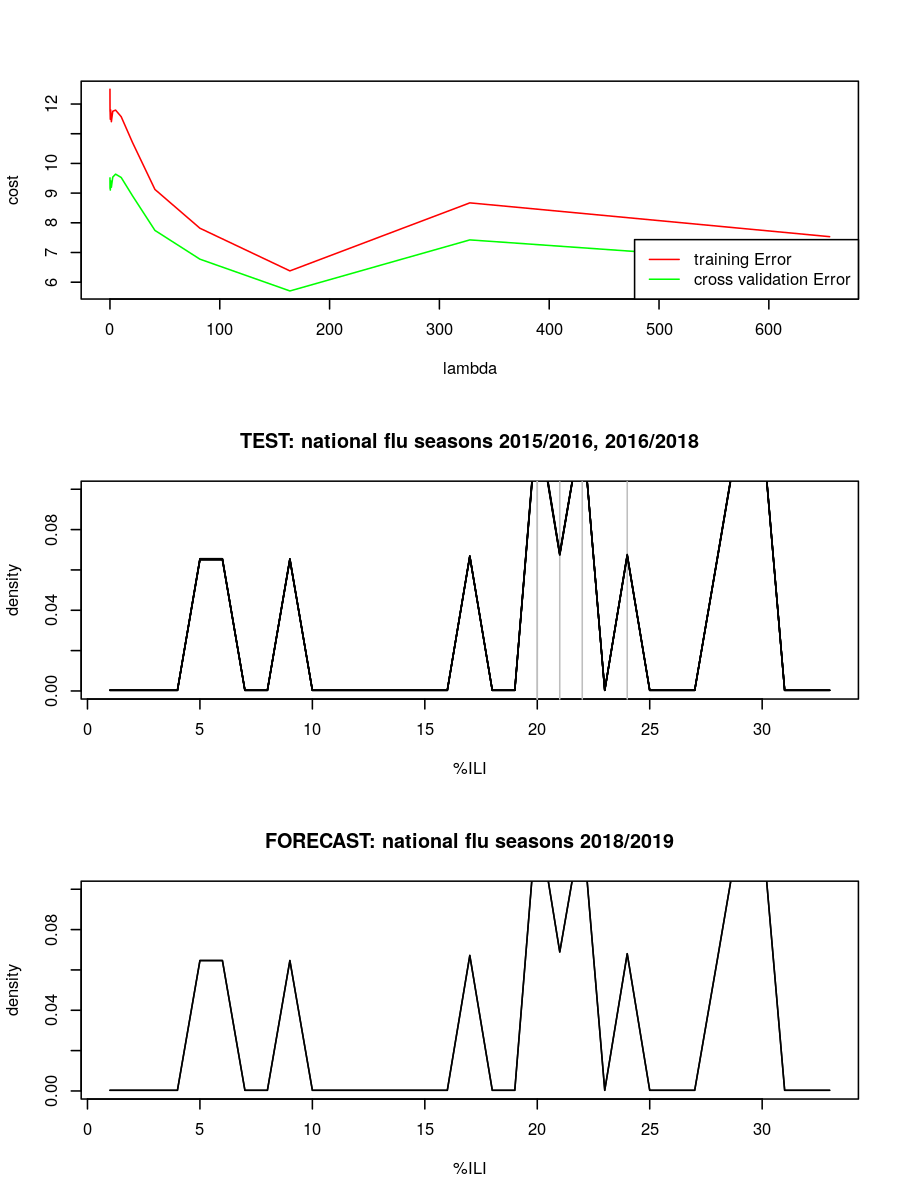 cost
12
10
9
8
7
6
training Error
cross validation Error
0 100 200 300 400 500 600
lambda
TEST: national flu seasons 2015/2016, 2016/2018
density
0.08
0.04
0.00
0 5 10 15 20 25 30
%ILI
FORECAST: national flu seasons 2018/2019
density
0.08
0.04
0.00
0 5 10 15 20 25 30
%ILI